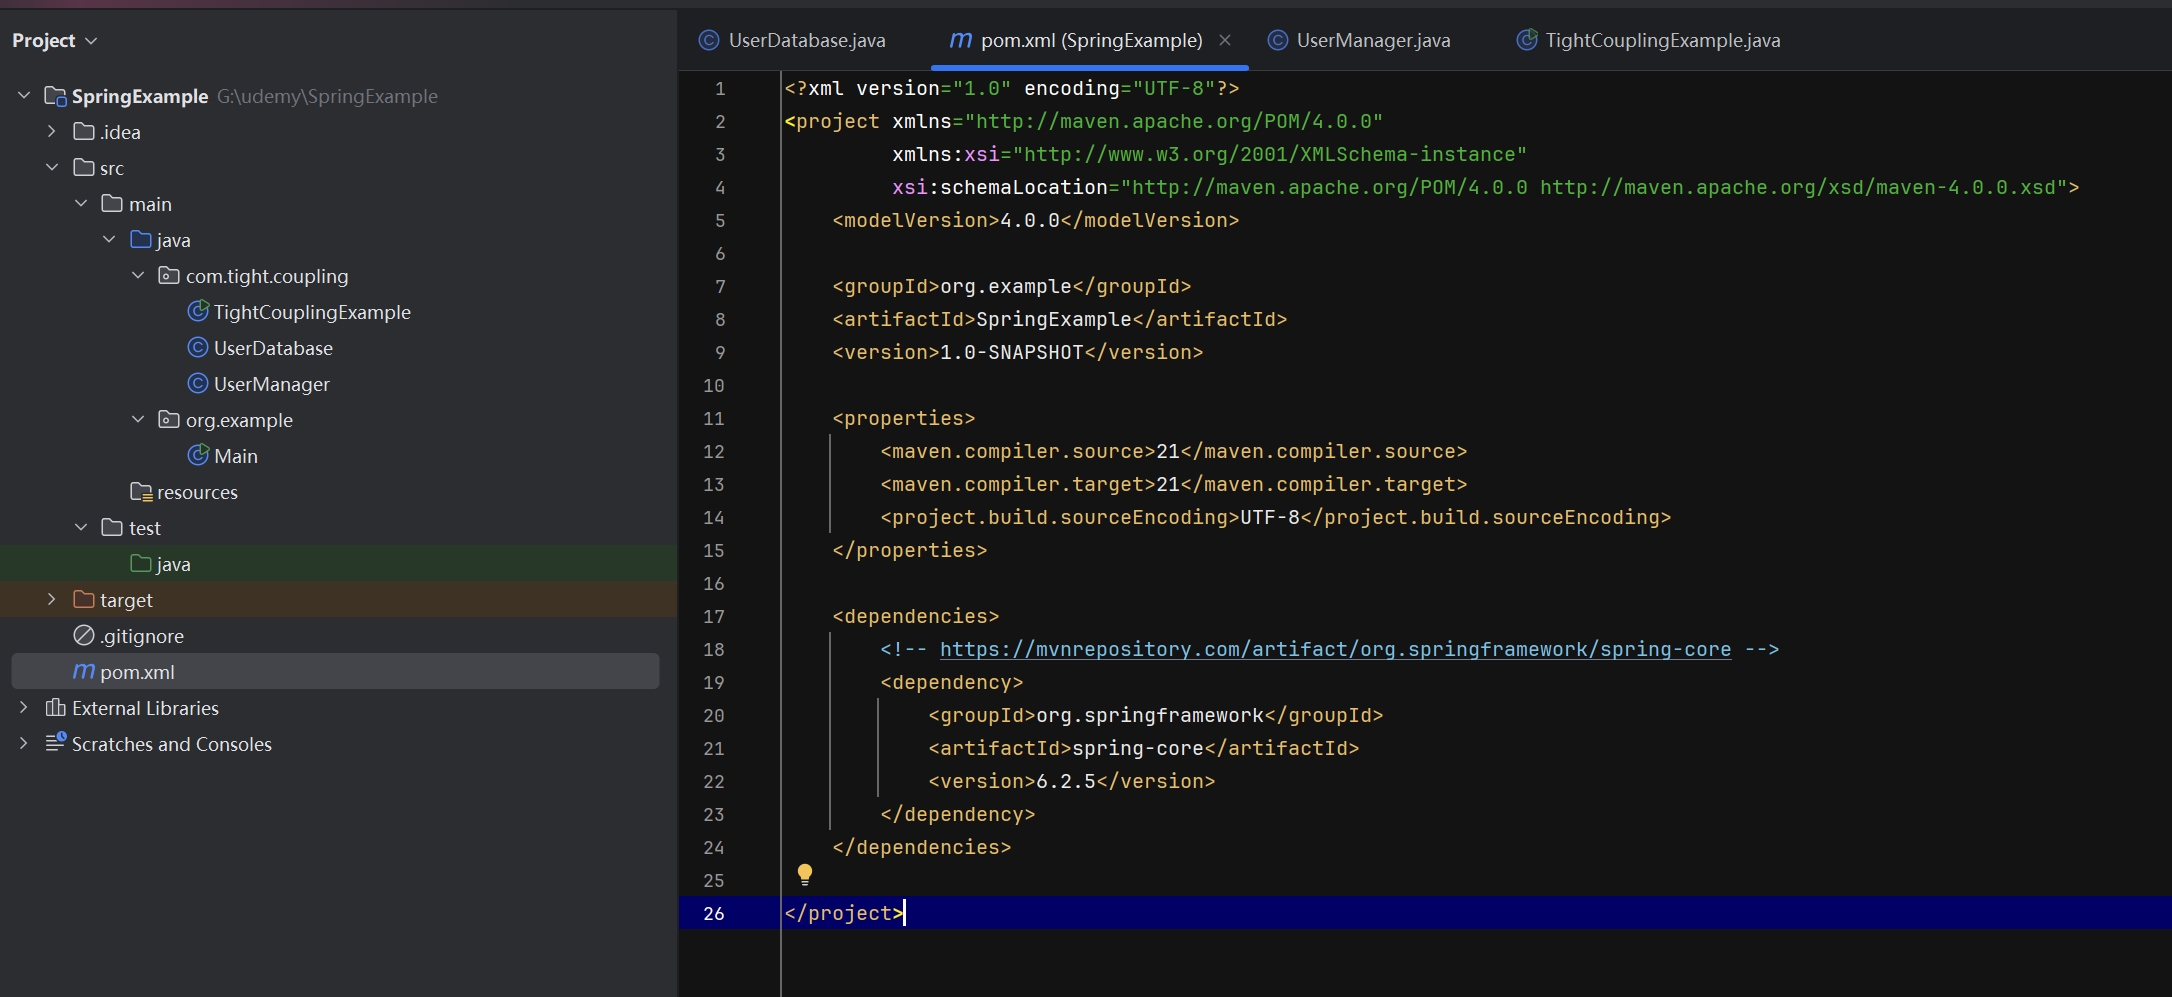 Project
SpringExample G:\udemy\SpringExample
.idea
src
main
java
com.tight.coupling
TightCouplingExample
UserDatabase
UserManager
org.example
Main
resources
test
java
target
.gitignore
pom.xml
External Libraries
Scratches and Consoles
UserDatabase.java
pom.xml (SpringExample)
UserManager.java
TightCouplingExample.java
1 <?xml version="1.0" encoding="UTF-8"?>
2 <project xmlns="http://maven.apache.org/POM/4.0.0"
3 xmlns:xsi="http://www.w3.org/2001/XMLSchema-instance"
4 xsi:schemaLocation="http://maven.apache.org/POM/4.0.0 http://maven.apache.org/xsd/maven-4.0.0.xsd">
5 <modelVersion>4.0.0</modelVersion>
6
7 <groupId>org.example</groupId>
8 <artifactId>SpringExample</artifactId>
9 <version>1.0-SNAPSHOT</version>
10
11 <properties>
12 <maven.compiler.source>21</maven.compiler.source>
13 <maven.compiler.target>21</maven.compiler.target>
14 <project.build.sourceEncoding>UTF-8</project.build.sourceEncoding>
15 </properties>
16
17 <dependencies>
18 <!-- https://mvnrepository.com/artifact/org.springframework/spring-core -->
19 <dependency>
20 <groupId>org.springframework</groupId>
21 <artifactId>spring-core</artifactId>
22 <version>6.2.5</version>
23 </dependency>
24 </dependencies>
25
26 </project>